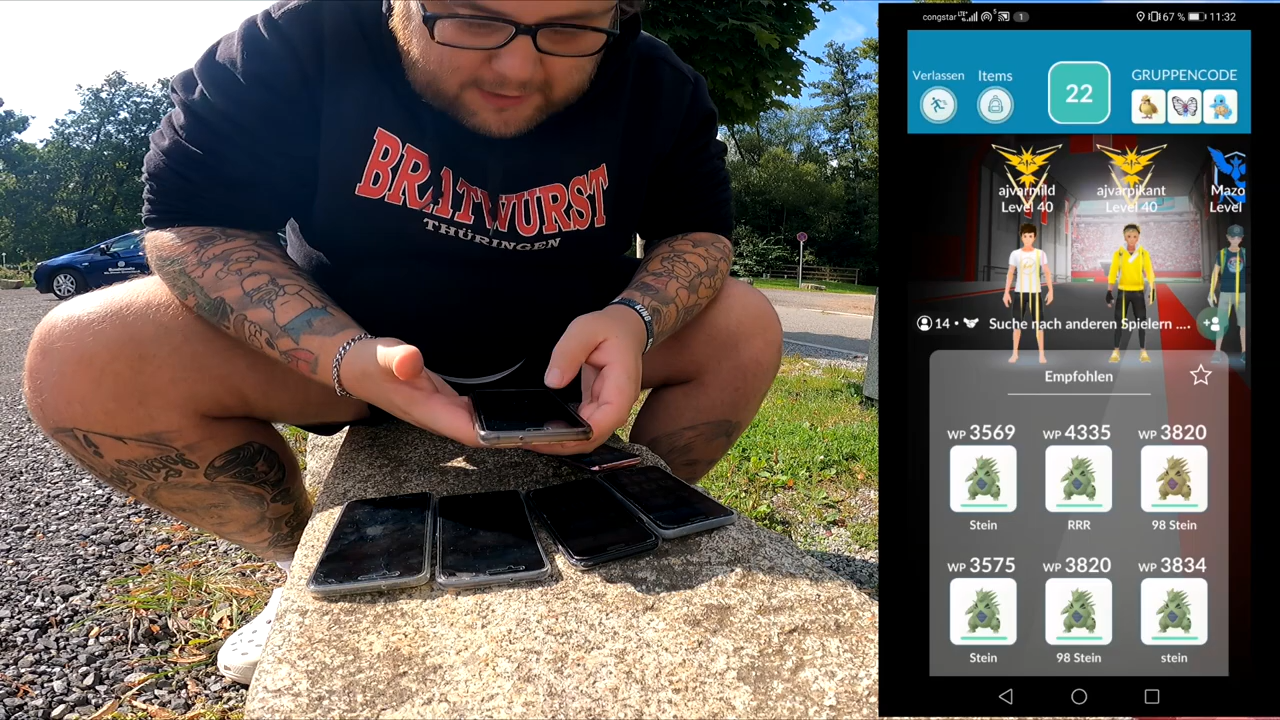 BRATWURST
THÜRINGEN
KING
congstar 1 67 % 11:32
Verlassen Items 22 GRUPPENCODE
ajvarmild ajvarpikant Mazo
Level 40 Level 40 Level
14 • Suche nach anderen Spielern ....
Empfohlen
WP 3569 WP 4335 WP 3820
Stein RRR 98 Stein
WP 3575 WP 3820 WP 3834
Stein 98 Stein stein